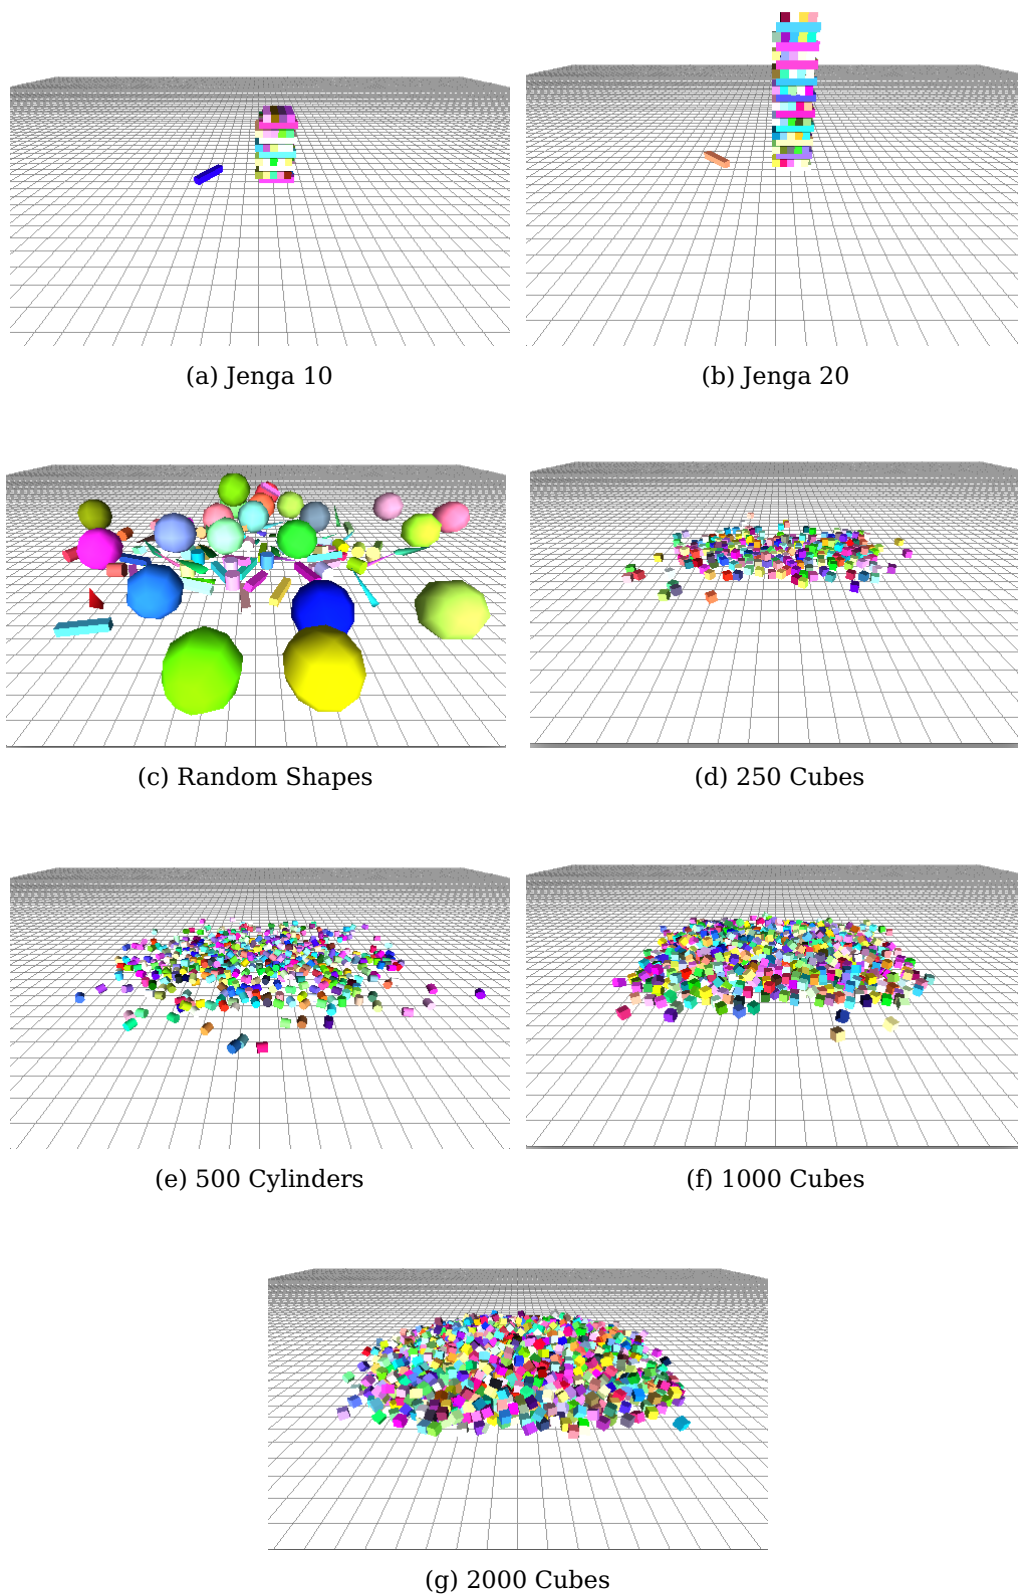 (a) Jenga 10
(b) Jenga 20
(c) Random Shapes
(d) 250 Cubes
(e) 500 Cylinders
(f) 1000 Cubes
(g) 2000 Cubes